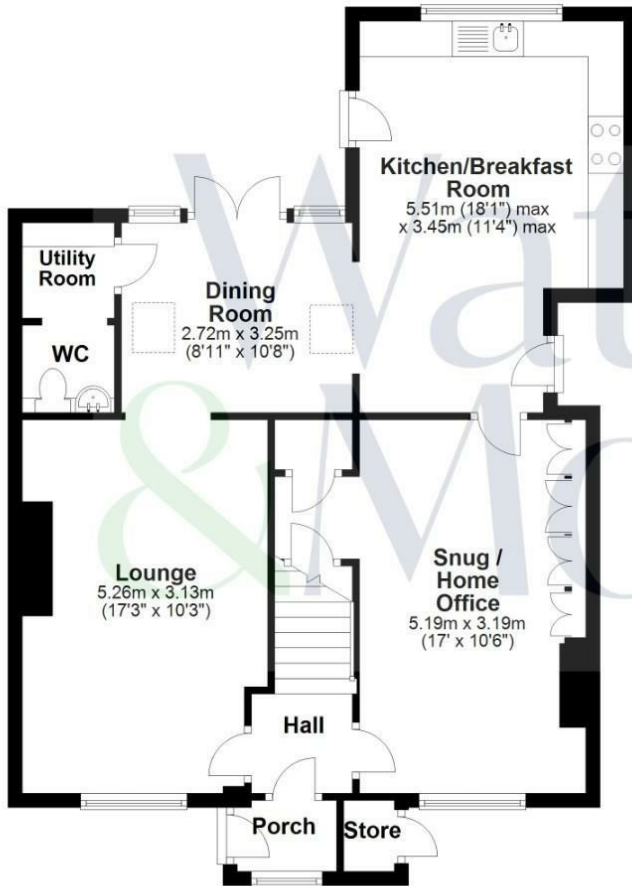 Kitchen/Breakfast
Room
5.51m (18'1") max
x 3.45m (11'4") max
Utility
Room
WC
Dining
Room
2.72m x 3.25m
(8'11" x 10'8")
Lounge
5.26m x 3.13m
(17'3" x 10'3")
Snug /
Home
Office
5.19m x 3.19m
(17' x 10'6")
Hall
Porch
Store
Wat
& Mo